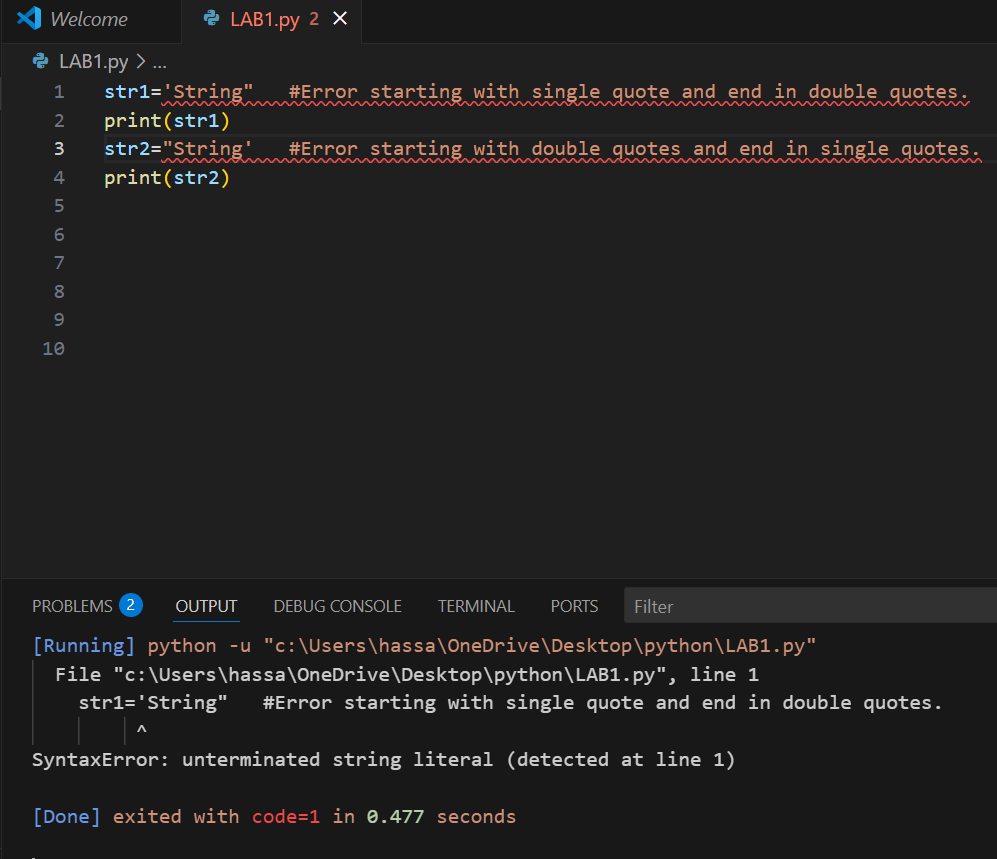 Welcome
LAB1.py 2
LAB1.py > ...
1 str1='String"   #Error starting with single quote and end in double quotes.
2 print(str1)
3 str2="String'   #Error starting with double quotes and end in single quotes.
4 print(str2)
5
6
7
8
9
10
PROBLEMS 2 OUTPUT DEBUG CONSOLE TERMINAL PORTS Filter
[Running] python -u "c:\Users\hassa\OneDrive\Desktop\python\LAB1.py"
  File "c:\Users\hassa\OneDrive\Desktop\python\LAB1.py", line 1
    str1='String"   #Error starting with single quote and end in double quotes.
         ^
SyntaxError: unterminated string literal (detected at line 1)
[Done] exited with code=1 in 0.477 seconds